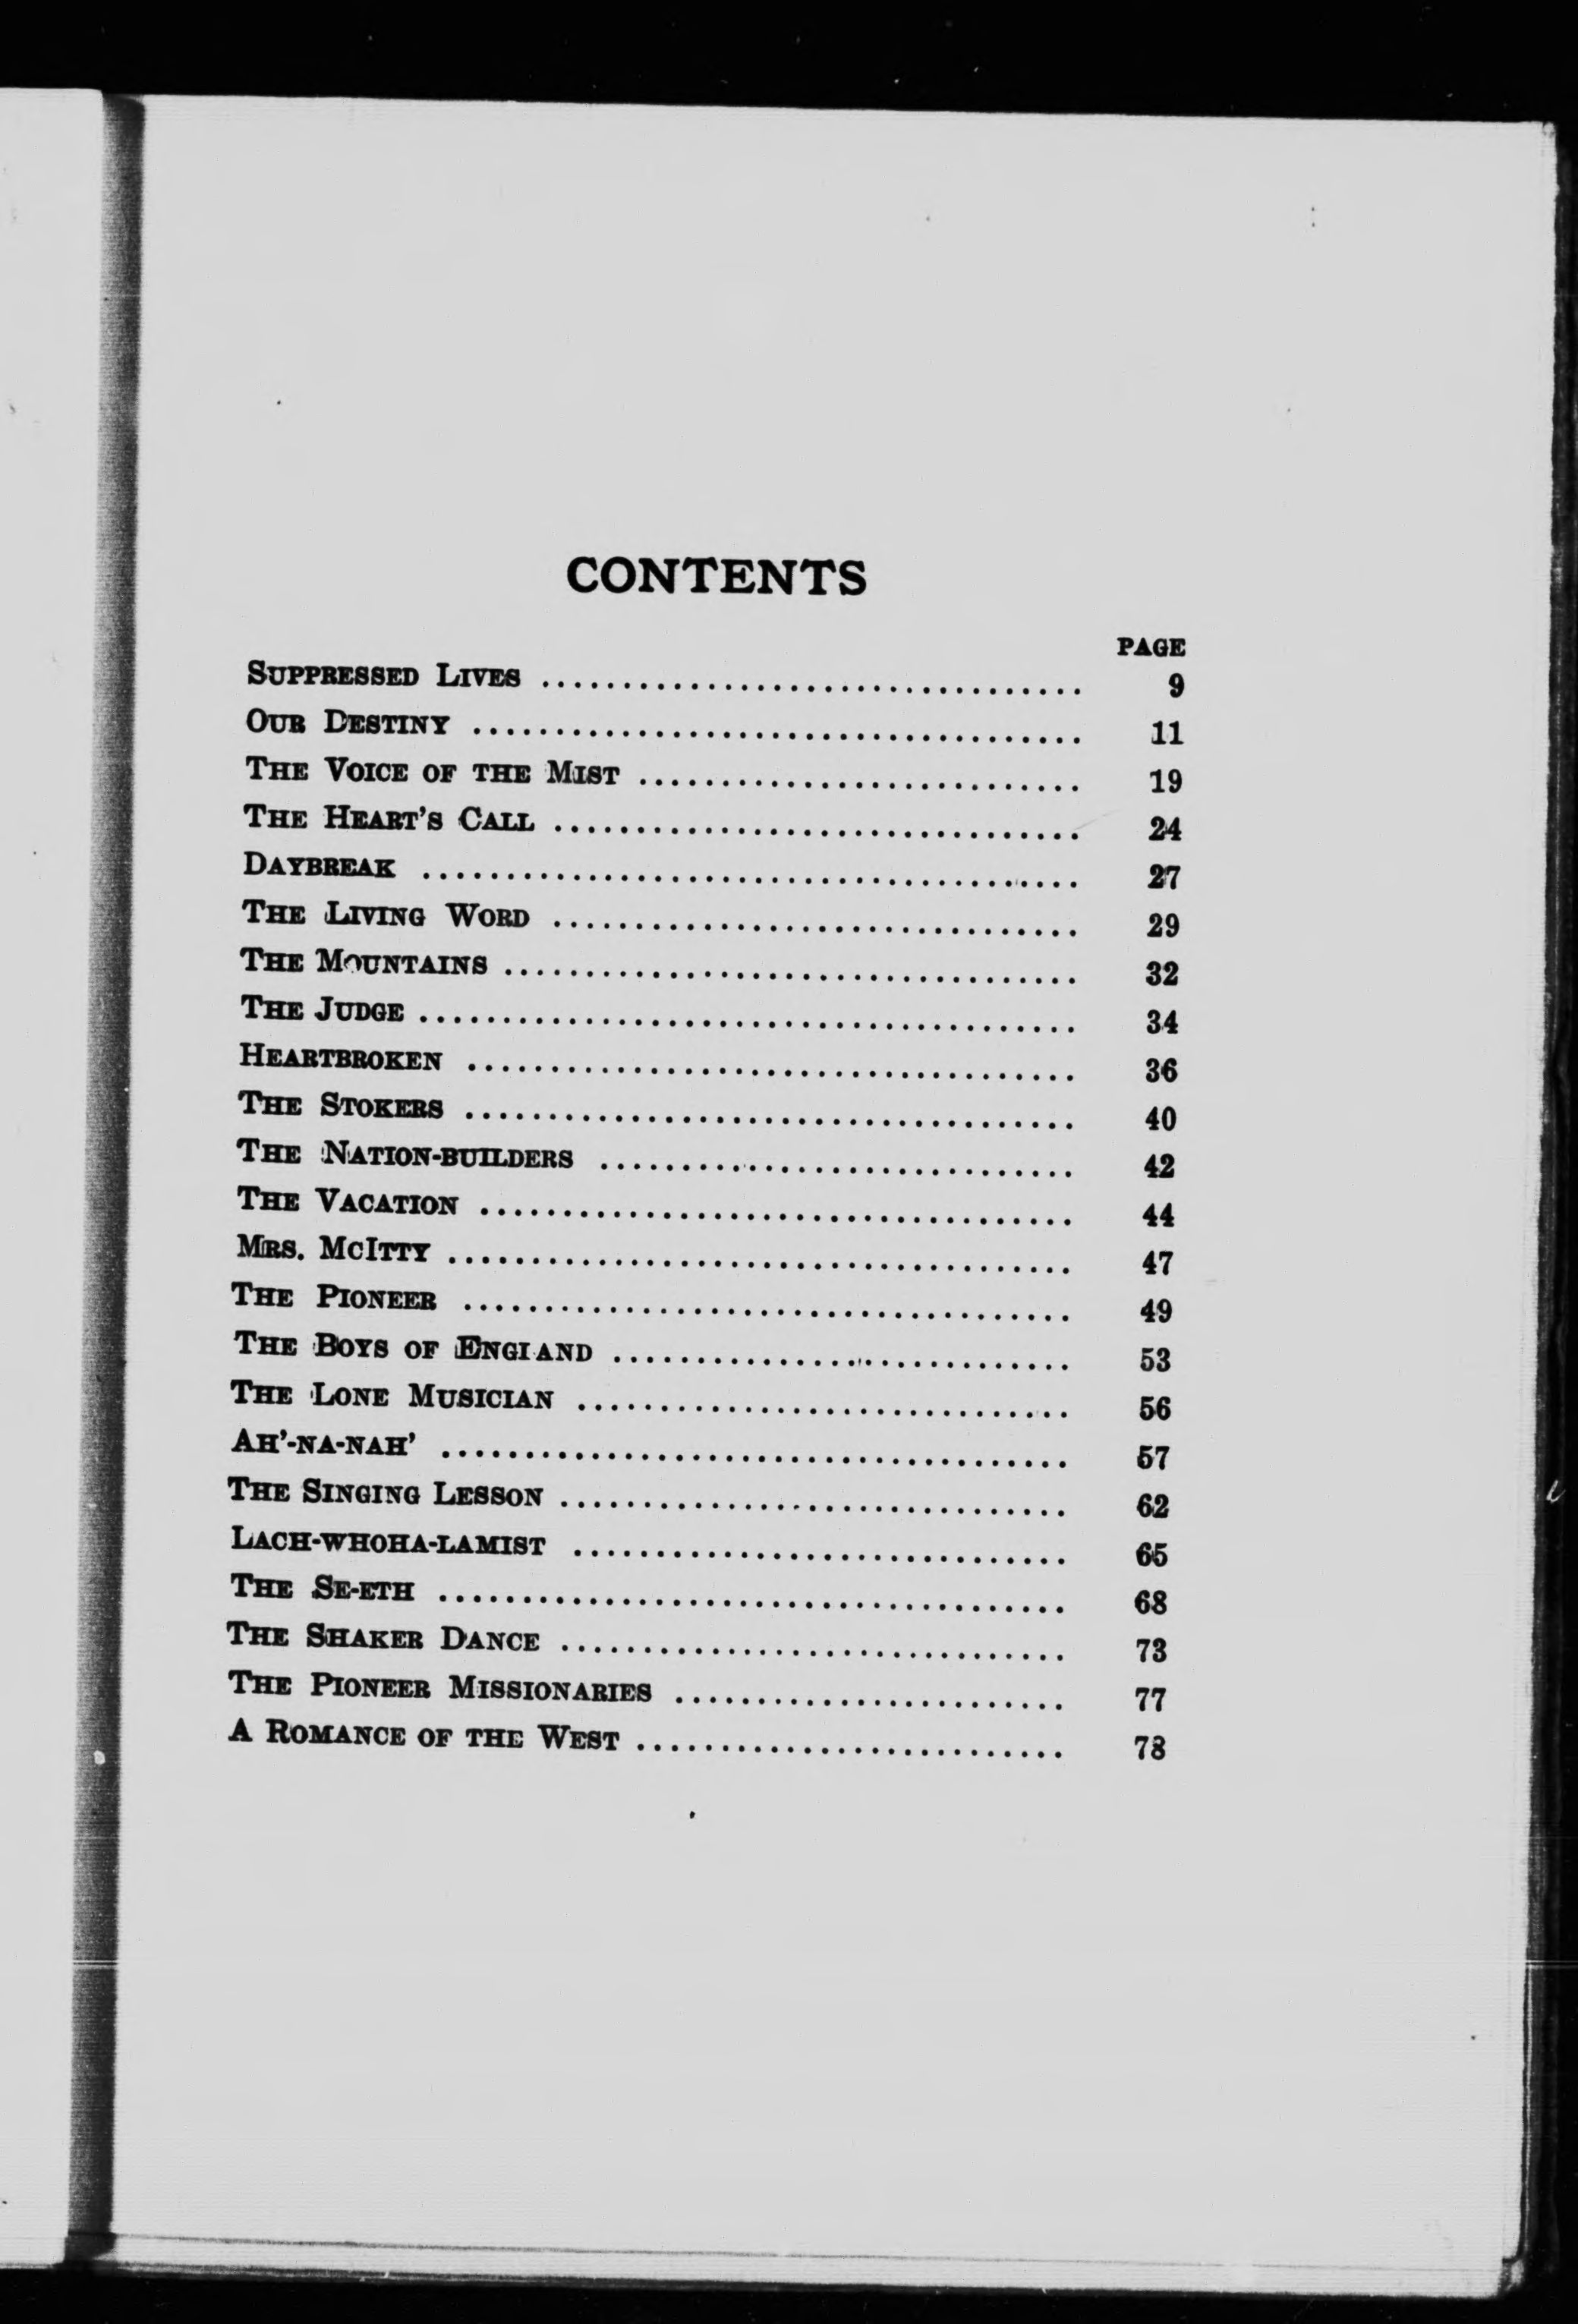 CONTENTS
PAGE
SUPPRESSED LIVES .................................. 9
OUR DESTINY ...................................... 11
THE VOICE OF THE MIST ........................... 19
THE HEART'S CALL ................................. 24
DAYBREAK ......................................... 27
THE LIVING WORD ................................. 29
THE MOUNTAINS .................................... 32
THE JUDGE ......................................... 34
HEARTBROKEN ...................................... 36
THE STOKERS ...................................... 40
THE NATION-BUILDERS ............................. 42
THE VACATION ..................................... 44
MRS. MCITTY ....................................... 47
THE PIONEER ...................................... 49
THE BOYS OF ENGLAND ............................. 53
THE LONE MUSICIAN ............................... 56
AH'-NA-NAH' ....................................... 57
THE SINGING LESSON ............................... 62
LACH-WHOHA-LAMIST ............................... 65
THE SE-ETH ........................................ 68
THE SHAKER DANCE ................................ 73
THE PIONEER MISSIONARIES ........................ 77
A ROMANCE OF THE WEST .......................... 78